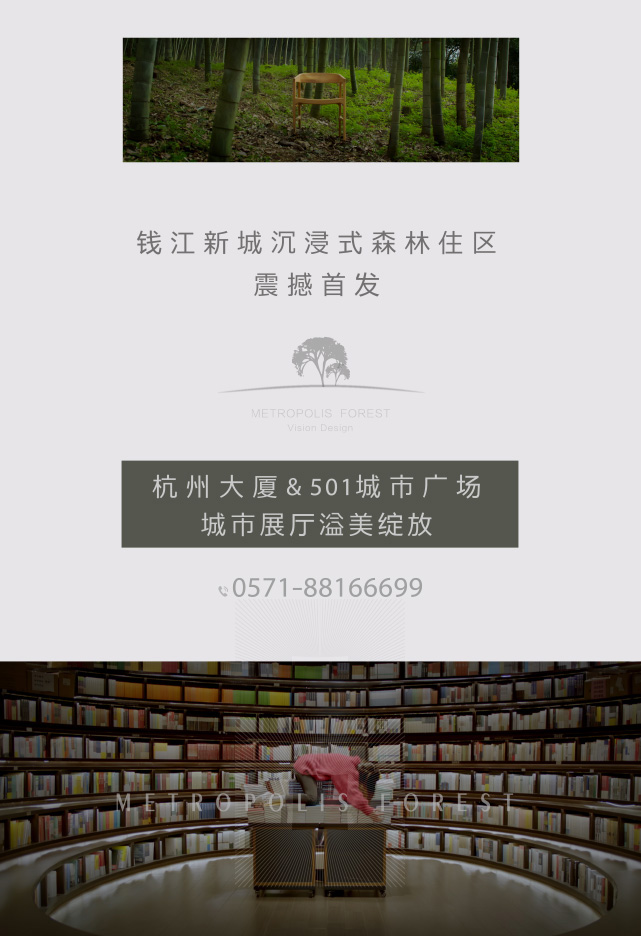 钱江新城沉浸式森林住区
震撼首发
METROPOLIS FOREST
Vision Design
杭州大厦&501城市广场
城市展厅溢美绽放
0571-88166699
METROPOLIS FOREST